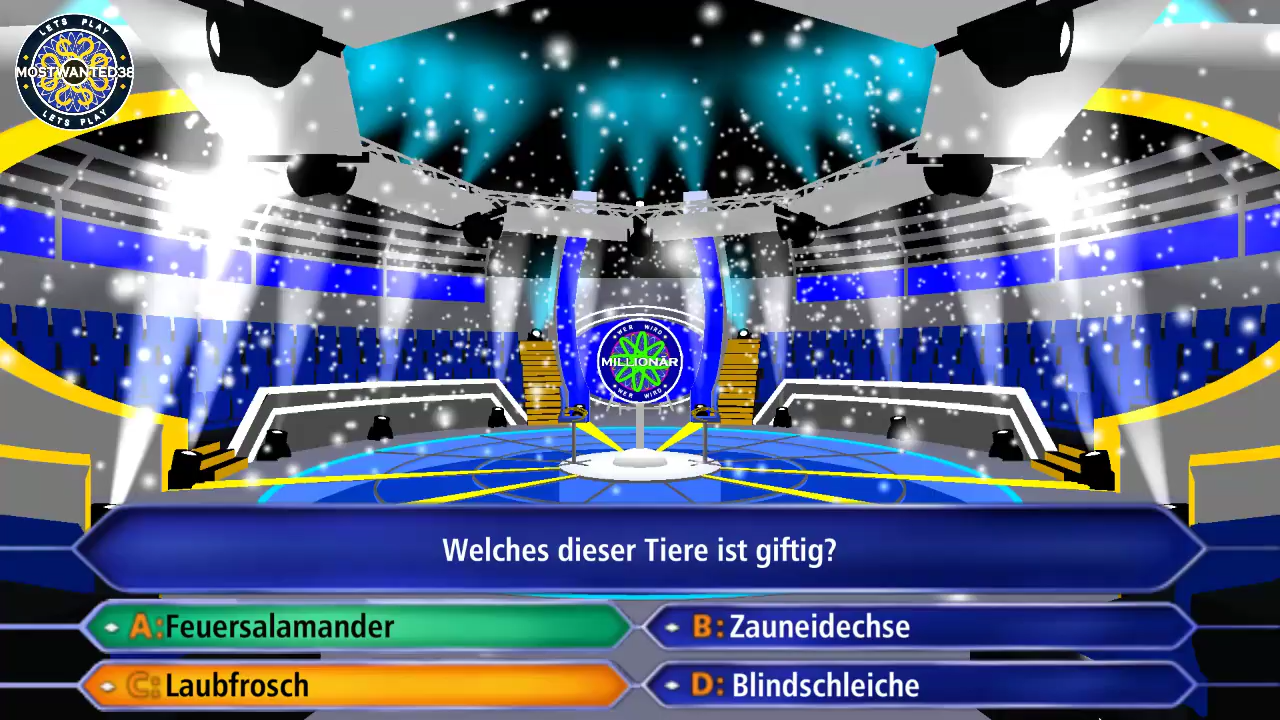 LETS PLAY
MOSTWANTED38
LETS PLAY
WER WIRD
MILLIONÄR
WER WIRD
Welches dieser Tiere ist giftig?
A: Feuersalamander
B: Zauneidechse
C: Laubfrosch
D: Blindschleiche